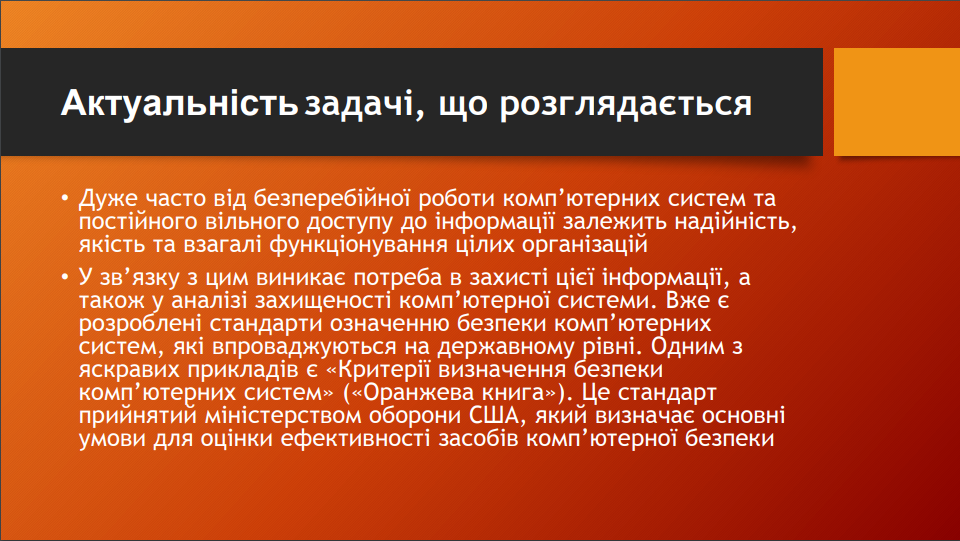 Актуальність задачі, що розглядається
• Дуже часто від безперебійної роботи комп’ютерних систем та
постійного вільного доступу до інформації залежить надійність,
якість та взагалі функціонування цілих організацій
• У зв’язку з цим виникає потреба в захисті цієї інформації, а
також у аналізі захищеності комп’ютерної системи. Вже є
розроблені стандарти означенню безпеки комп’ютерних
систем, які впроваджуються на державному рівні. Одним з
яскравих прикладів є «Критерії визначення безпеки
комп’ютерних систем» («Оранжева книга»). Це стандарт
прийнятий міністерством оборони США, який визначає основні
умови для оцінки ефективності засобів комп’ютерної безпеки